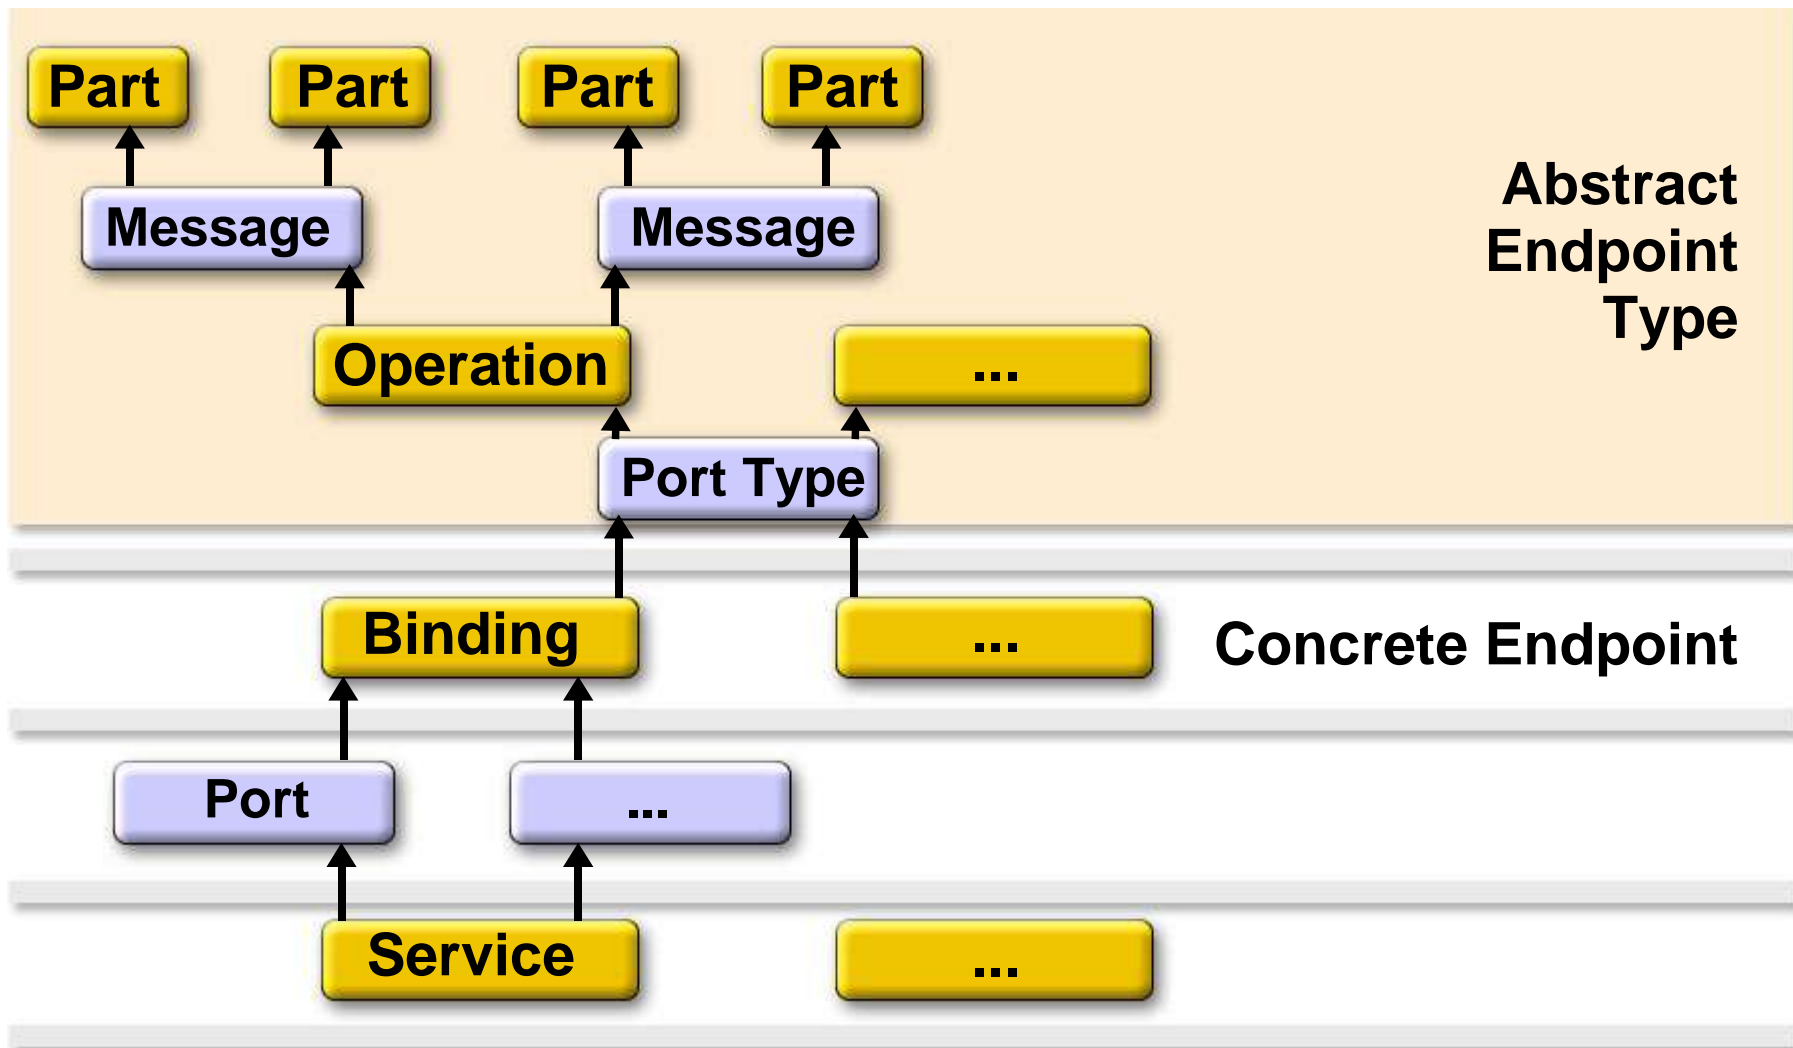 Part Part Part Part
Message Message
Abstract
Endpoint
Type
Operation ...
Port Type
Binding ...
Concrete Endpoint
Port ...
Service ...